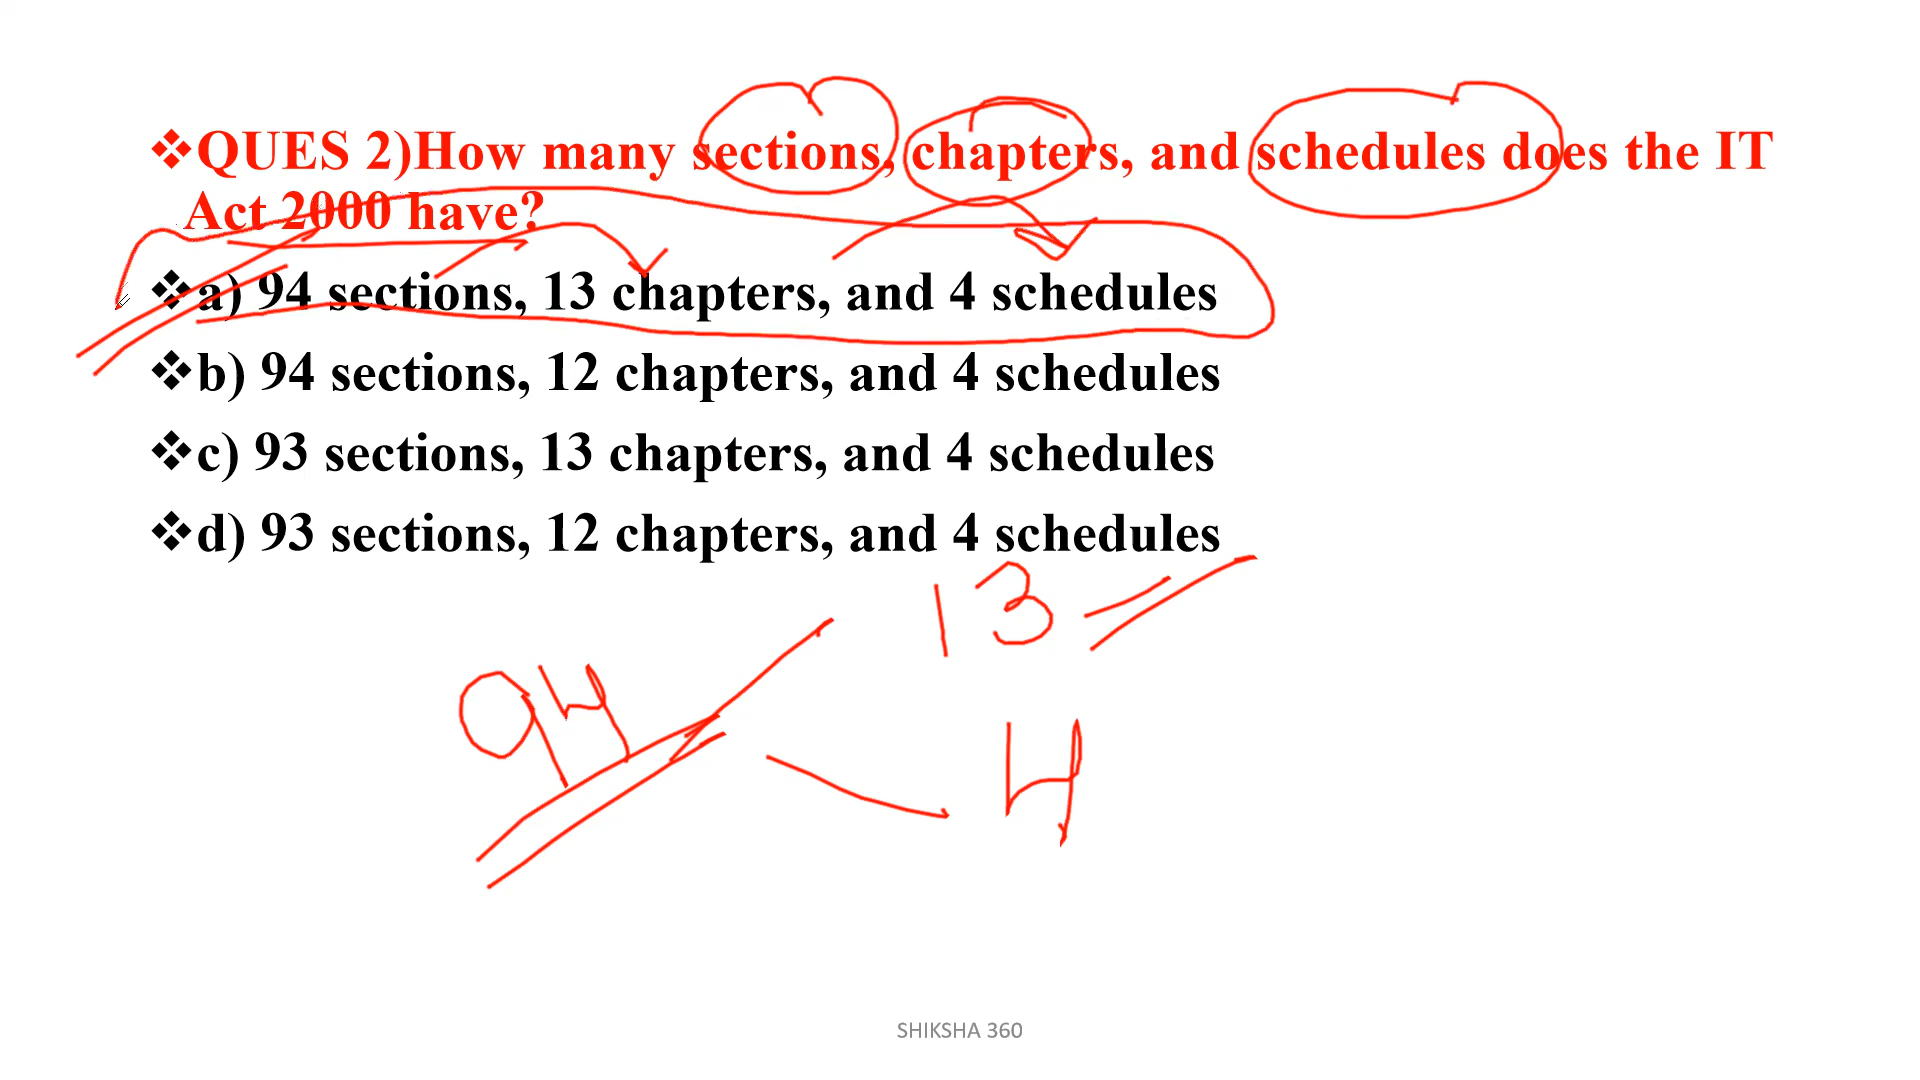 ❖QUES 2)How many sections, chapters, and schedules does the IT
Act 2000 have?
❖a) 94 sections, 13 chapters, and 4 schedules
❖b) 94 sections, 12 chapters, and 4 schedules
❖c) 93 sections, 13 chapters, and 4 schedules
❖d) 93 sections, 12 chapters, and 4 schedules
13
94
4
SHIKSHA 360